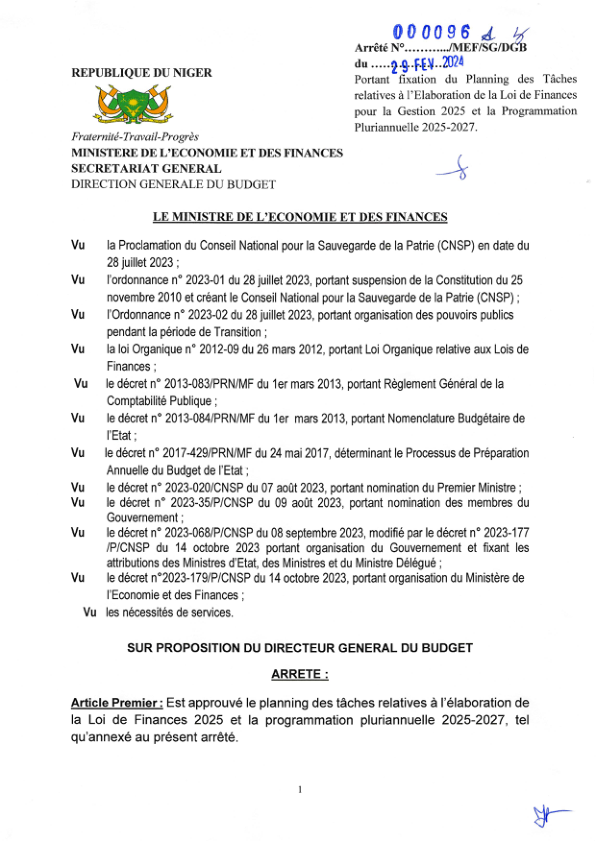 000096
Arrêté N°.........../MEF/SG/DGB
du .....29 FEV. 2024
Portant fixation du Planning des Tâches
relatives à l'Elaboration de la Loi de Finances
pour la Gestion 2025 et la Programmation
Pluriannuelle 2025-2027.
REPUBLIQUE DU NIGER
Fraternité-Travail-Progrès
MINISTERE DE L'ECONOMIE ET DES FINANCES
SECRETARIAT GENERAL
DIRECTION GENERALE DU BUDGET
LE MINISTRE DE L'ECONOMIE ET DES FINANCES
Vu la Proclamation du Conseil National pour la Sauvegarde de la Patrie (CNSP) en date du
28 juillet 2023 ;
Vu l'ordonnance n° 2023-01 du 28 juillet 2023, portant suspension de la Constitution du 25
novembre 2010 et créant le Conseil National pour la Sauvegarde de la Patrie (CNSP) ;
Vu l'Ordonnance n° 2023-02 du 28 juillet 2023, portant organisation des pouvoirs publics
pendant la période de Transition ;
Vu la loi Organique n° 2012-09 du 26 mars 2012, portant Loi Organique relative aux Lois de
Finances ;
Vu le décret n° 2013-083/PRN/MF du 1er mars 2013, portant Règlement Général de la
Comptabilité Publique ;
Vu le décret n° 2013-084/PRN/MF du 1er mars 2013, portant Nomenclature Budgétaire de
l'Etat ;
Vu le décret n° 2017-429/PRN/MF du 24 mai 2017, déterminant le Processus de Préparation
Annuelle du Budget de l'Etat ;
Vu le décret n° 2023-020/CNSP du 07 août 2023, portant nomination du Premier Ministre ;
Vu le décret n° 2023-35/P/CNSP du 09 août 2023, portant nomination des membres du
Gouvernement ;
Vu le décret n° 2023-068/P/CNSP du 08 septembre 2023, modifié par le décret n° 2023-177
/P/CNSP du 14 octobre 2023 portant organisation du Gouvernement et fixant les
attributions des Ministres d'Etat, des Ministres et du Ministre Délégué ;
Vu le décret n°2023-179/P/CNSP du 14 octobre 2023, portant organisation du Ministère de
l'Economie et des Finances ;
Vu les nécessités de services.
SUR PROPOSITION DU DIRECTEUR GENERAL DU BUDGET
ARRETE :
Article Premier : Est approuvé le planning des tâches relatives à l'élaboration de
la Loi de Finances 2025 et la programmation pluriannuelle 2025-2027, tel
qu'annexé au présent arrêté.
1